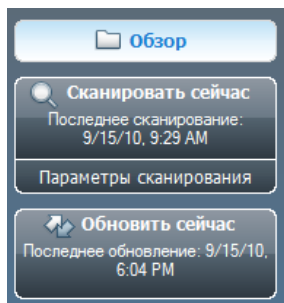 Обзор
Сканировать сейчас
Последнее сканирование:
9/15/10, 9:29 AM
Параметры сканирования
Обновить сейчас
Последнее обновление: 9/15/10,
6:04 PM